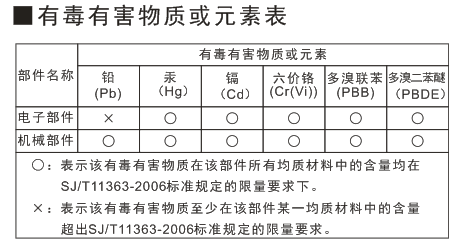 ■有毒有害物质或元素表
部件名称 有毒有害物质或元素
铅 汞 镉 六价铬 多溴联苯 多溴二苯醚
(Pb) (Hg) (Cd) (Cr(Vi)) (PBB) (PBDE)
电子部件 × ○ ○ ○ ○ ○
机械部件 ○ ○ ○ ○ ○ ○
○：表示该有毒有害物质在该部件所有均质材料中的含量均在
SJ/T11363-2006标准规定的限量要求下。
×：表示该有毒有害物质至少在该部件某一均质材料中的含量
超出SJ/T11363-2006标准规定的限量要求。